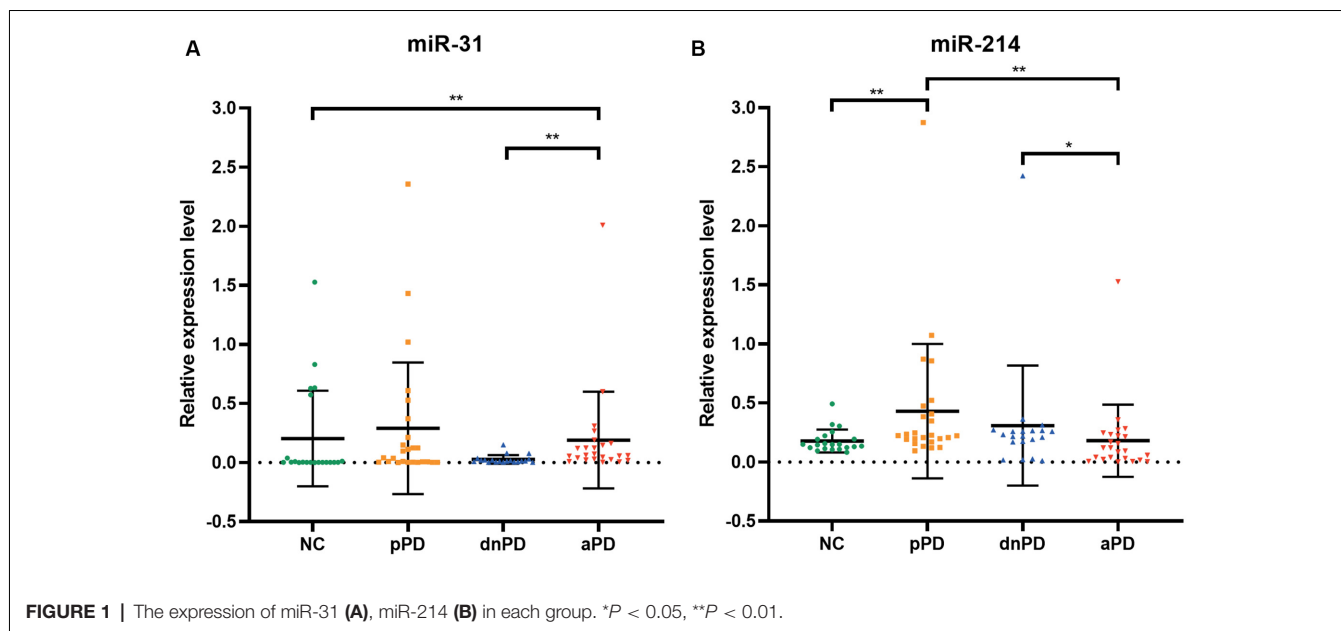 A
miR-31
**
**
Relative expression level
3.0
2.5
2.0
1.5
1.0
0.5
0.0
-0.5
NC pPD dnPD aPD
B
miR-214
**
**
*
Relative expression level
3.0
2.5
2.0
1.5
1.0
0.5
0.0
-0.5
NC pPD dnPD aPD
FIGURE 1 | The expression of miR-31 (A), miR-214 (B) in each group. *P < 0.05, **P < 0.01.